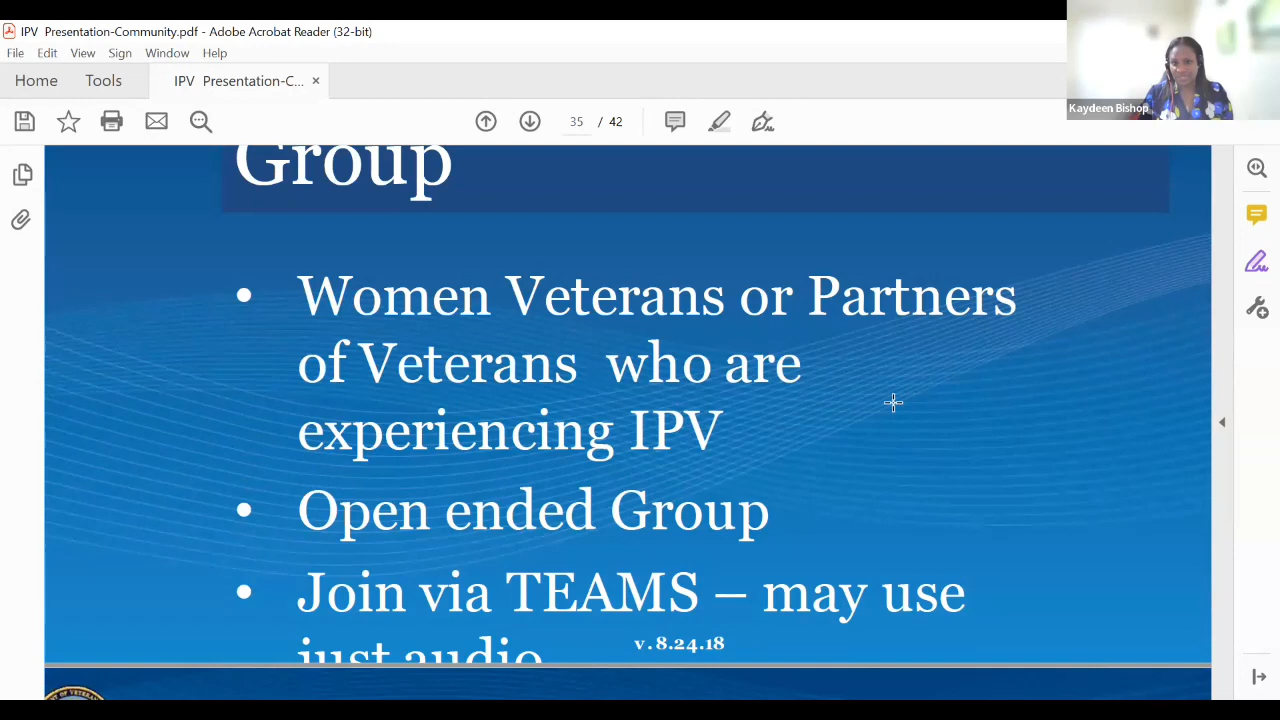 IPV Presentation-Community.pdf - Adobe Acrobat Reader (32-bit)
File Edit View Sign Window Help
Home Tools IPV Presentation-C... ×
35 / 42
Kaydeen Bishop
Group
• Women Veterans or Partners
of Veterans who are
experiencing IPV
• Open ended Group
• Join via TEAMS – may use
just audio
v.8.24.18